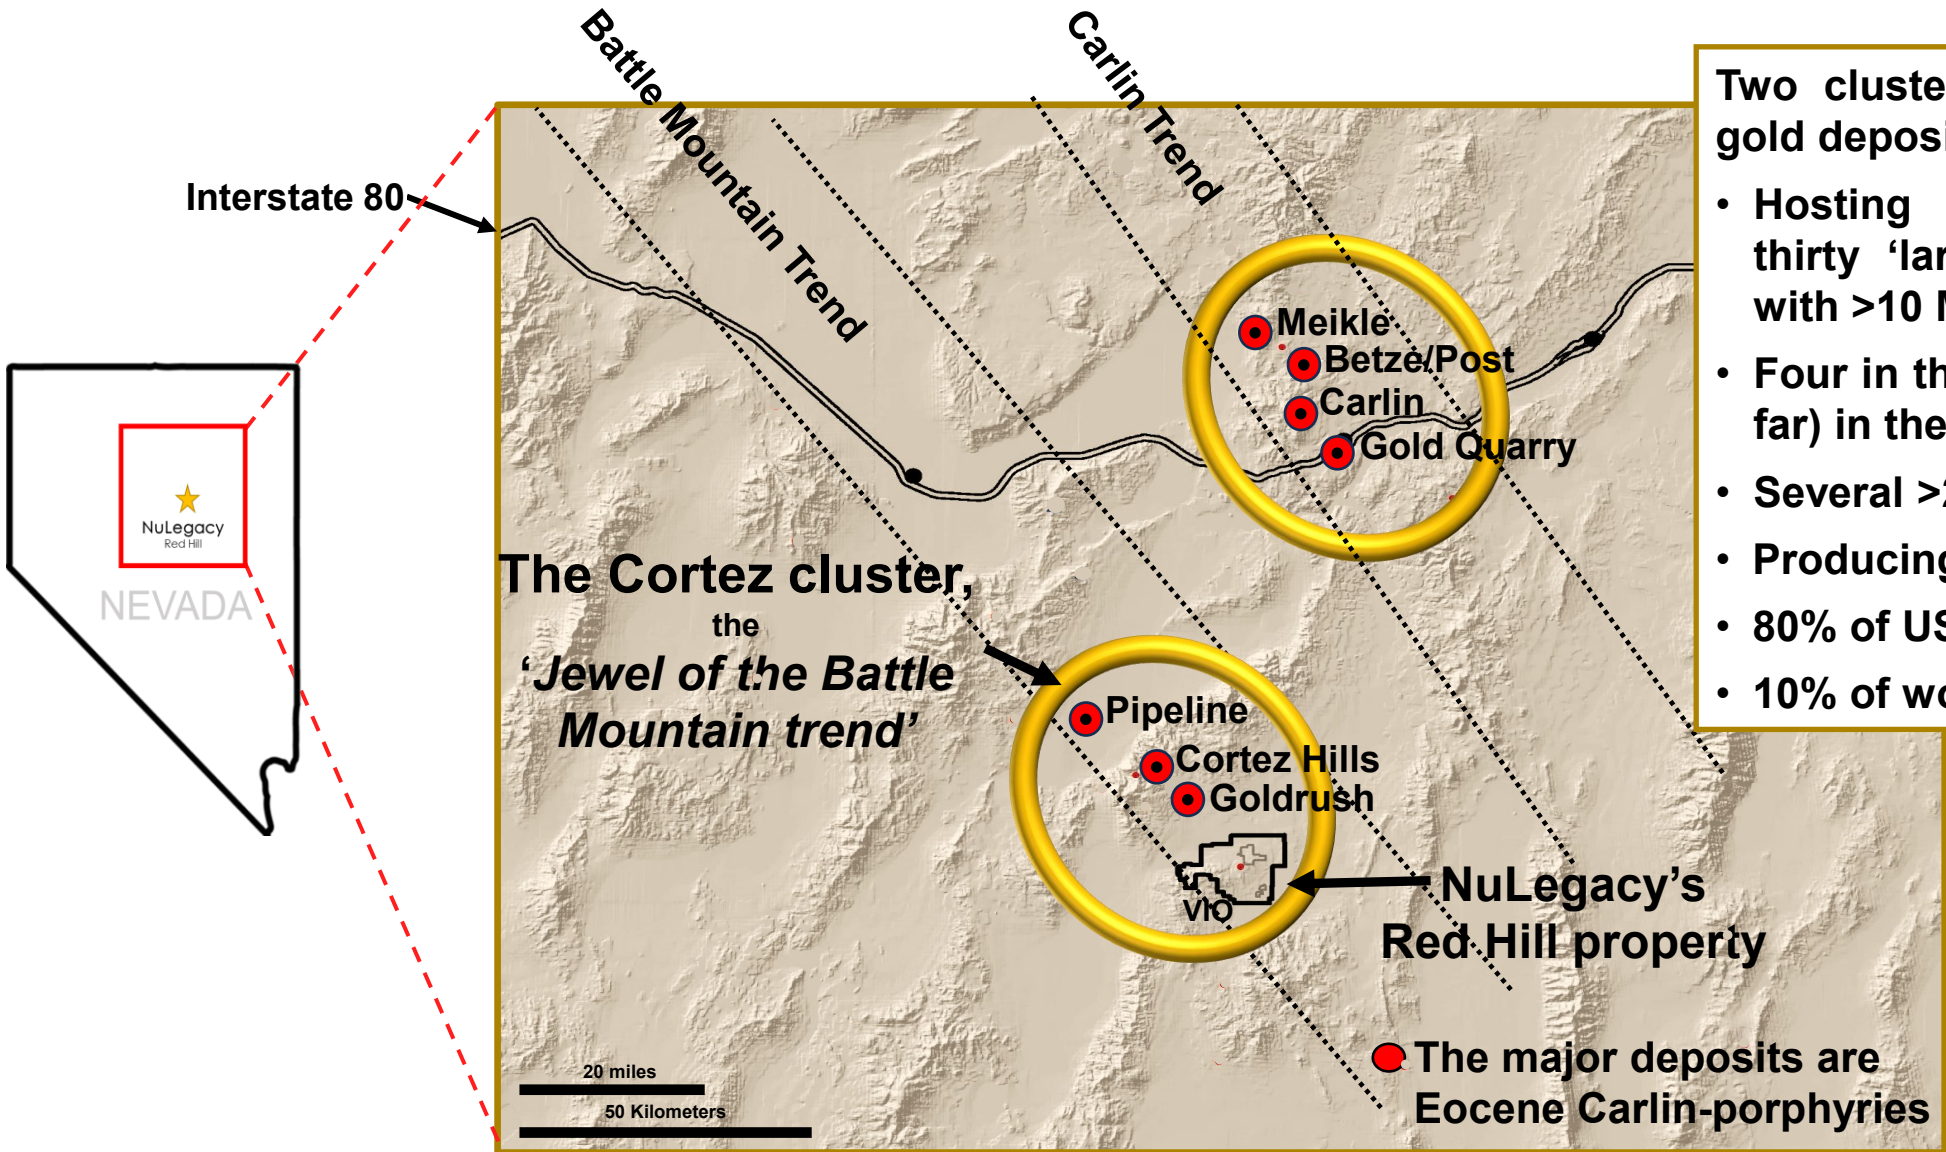 Battle Mountain Trend
Carlin Trend
Interstate 80
NuLegacy
Red Hill
NEVADA
Meikle
Betze/Post
Carlin
Gold Quarry
The Cortez cluster,
the
‘Jewel of the Battle
Mountain trend’
Pipeline
Cortez Hills
Goldrush
VIO
NuLegacy’s
Red Hill property
20 miles
50 Kilometers
The major deposits are
Eocene Carlin-porphyries
Two
gold
• Hosting
thirty
with >10
• Four in
far) in the
• Several
• Producing
• 80% of
• 10% of